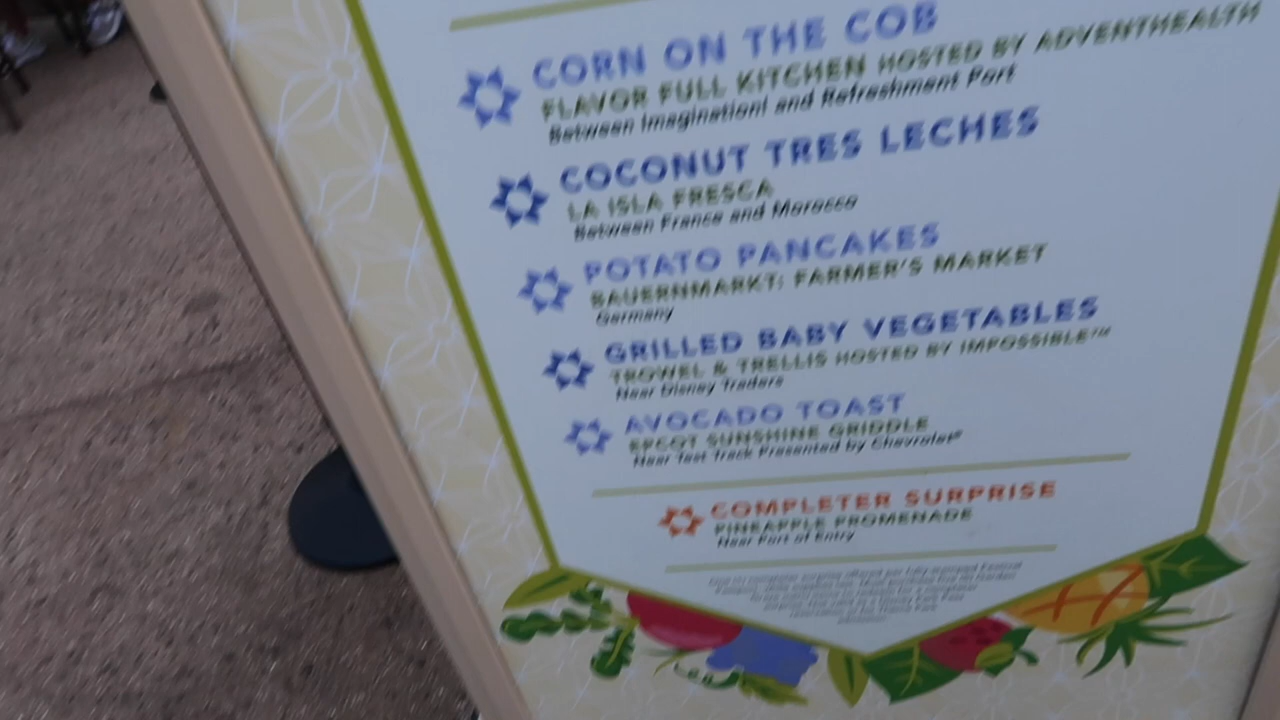 CORN ON THE COB
FLAVOR FULL KITCHEN HOSTED BY ADVENTHEALTH
Between Imagination! and Refreshment Port
COCONUT TRES LECHES
LA ISLA FRESCA
Between France and Morocco
POTATO PANCAKES
BAUERNMARKT: FARMER'S MARKET
Germany
GRILLED BABY VEGETABLES
TROWEL & TRELLIS HOSTED BY IMPOSSIBLE™
Near Disney Traders
AVOCADO TOAST
EPCOT SUNSHINE GRIDDLE
Near Test Track Presented by Chevrolet®
COMPLETER SURPRISE
PINEAPPLE PROMENADE
Near Port of Entry